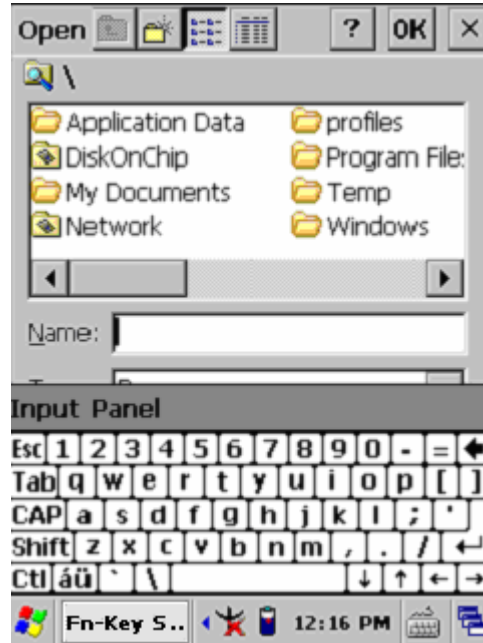 Open ? OK ×
\
Application Data profiles
DiskOnChip Program File
My Documents Temp
Network Windows
Name:
Input Panel
Esc 1 2 3 4 5 6 7 8 9 0 - =
Tab q w e r t y u i o p [ ]
CAP a s d f g h j k l ; '
Shift z x c v b n m , . /
Ctl áü ` \ ↓ ↑ ← →
Fn-Key S.. 12:16 PM